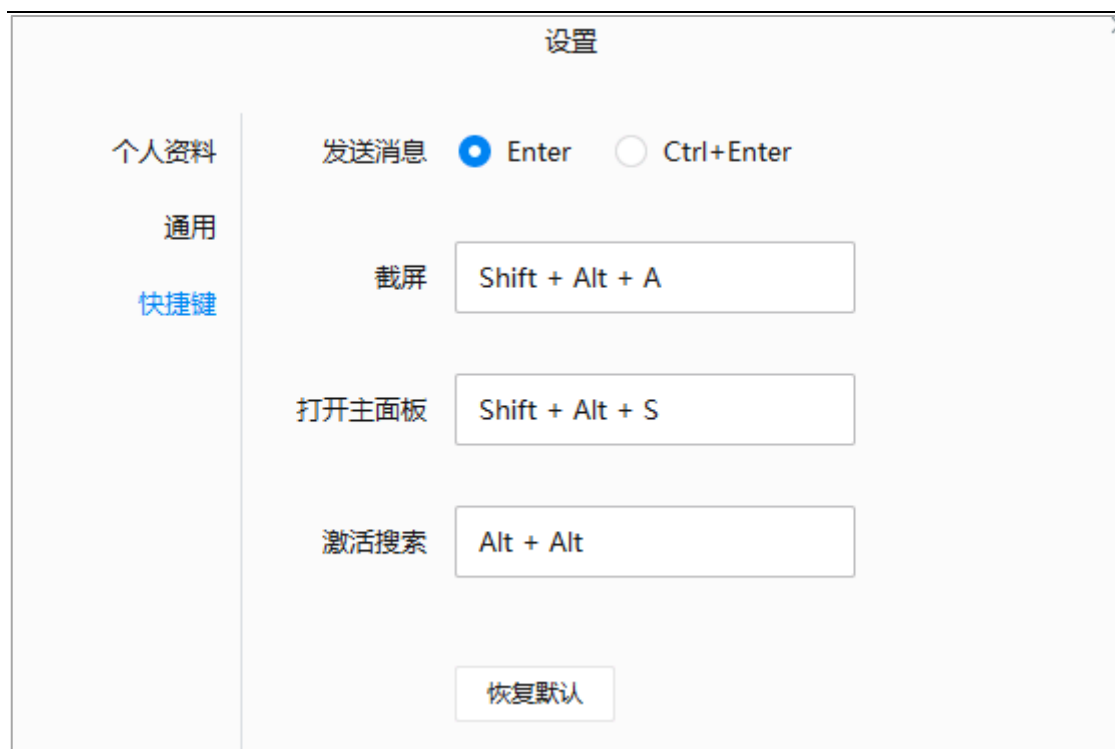 设置
个人资料
通用
快捷键
发送消息 Enter Ctrl+Enter
截屏 Shift + Alt + A
打开主面板 Shift + Alt + S
激活搜索 Alt + Alt
恢复默认